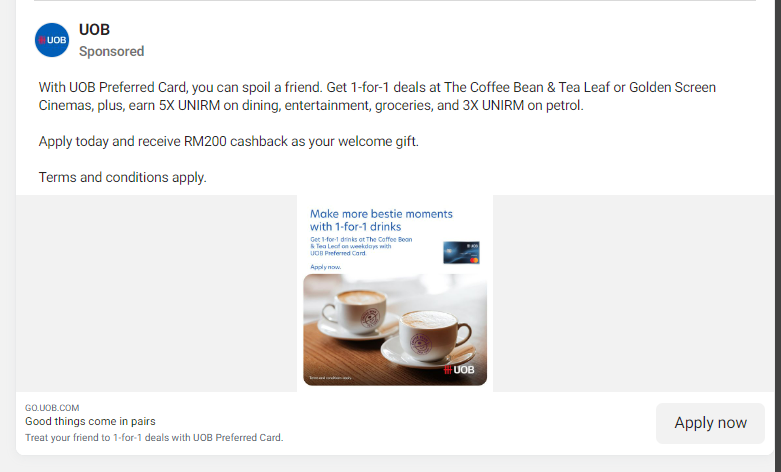 UOB
UOB
Sponsored
With UOB Preferred Card, you can spoil a friend. Get 1-for-1 deals at The Coffee Bean & Tea Leaf or Golden Screen
Cinemas, plus, earn 5X UNIRM on dining, entertainment, groceries, and 3X UNIRM on petrol.
Apply today and receive RM200 cashback as your welcome gift.
Terms and conditions apply.
Make more bestie moments
with 1-for-1 drinks
Get 1-for-1 drinks at The Coffee Bean
& Tea Leaf on weekdays with
UOB Preferred Card.
Apply now.
UOB
Terms and conditions apply.
UOB
GO.UOB.COM
Good things come in pairs
Treat your friend to 1-for-1 deals with UOB Preferred Card.
Apply now